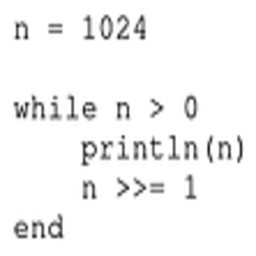 n = 1024

while n > 0
    println(n)
    n >>= 1
end